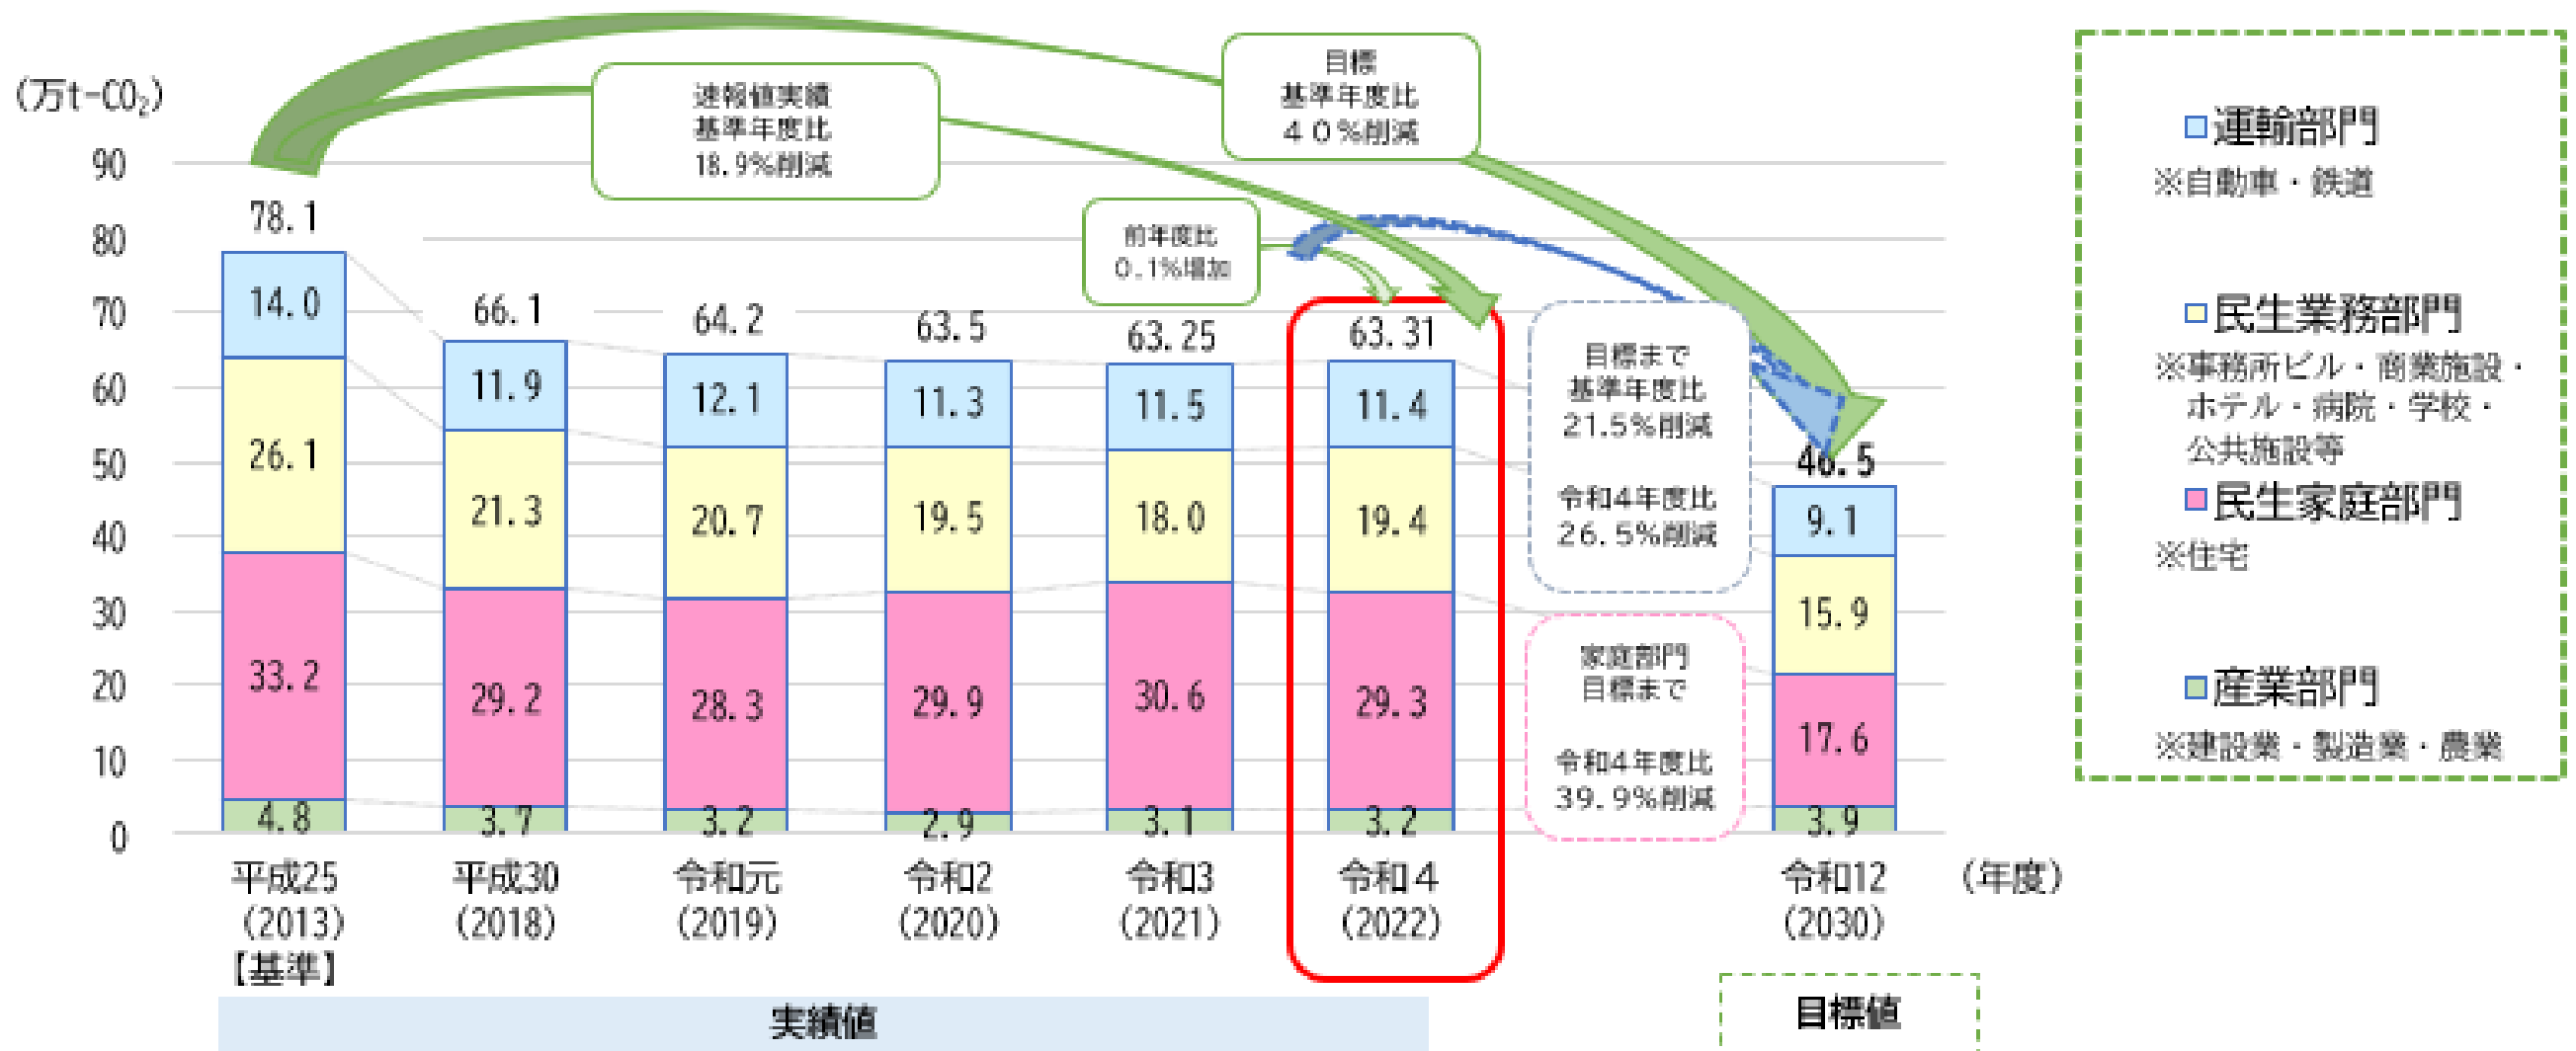 (万t-CO₂)
90
80
70
60
50
40
30
20
10
0
速報値実績
基準年度比
18.9%削減
目標
基準年度比
40%削減
前年度比
0.1%増加
78.1
14.0
26.1
33.2
4.8
66.1
11.9
21.3
29.2
3.7
64.2
12.1
20.7
28.3
3.2
63.5
11.3
19.5
29.9
2.9
63.25
11.5
18.0
30.6
3.1
63.31
11.4
19.4
29.3
3.2
目標まで
基準年度比
21.5%削減
令和4年度比
26.5%削減
家庭部門
目標まで
令和4年度比
39.9%削減
46.5
9.1
15.9
17.6
3.9
平成25
(2013)
【基準】
平成30
(2018)
令和元
(2019)
令和2
(2020)
令和3
(2021)
令和4
(2022)
令和12
(2030)
(年度)
実績値
目標値
運輸部門
※自動車・鉄道
民生業務部門
※事務所ビル・商業施設・
ホテル・病院・学校・
公共施設等
民生家庭部門
※住宅
産業部門
※建設業・製造業・農業